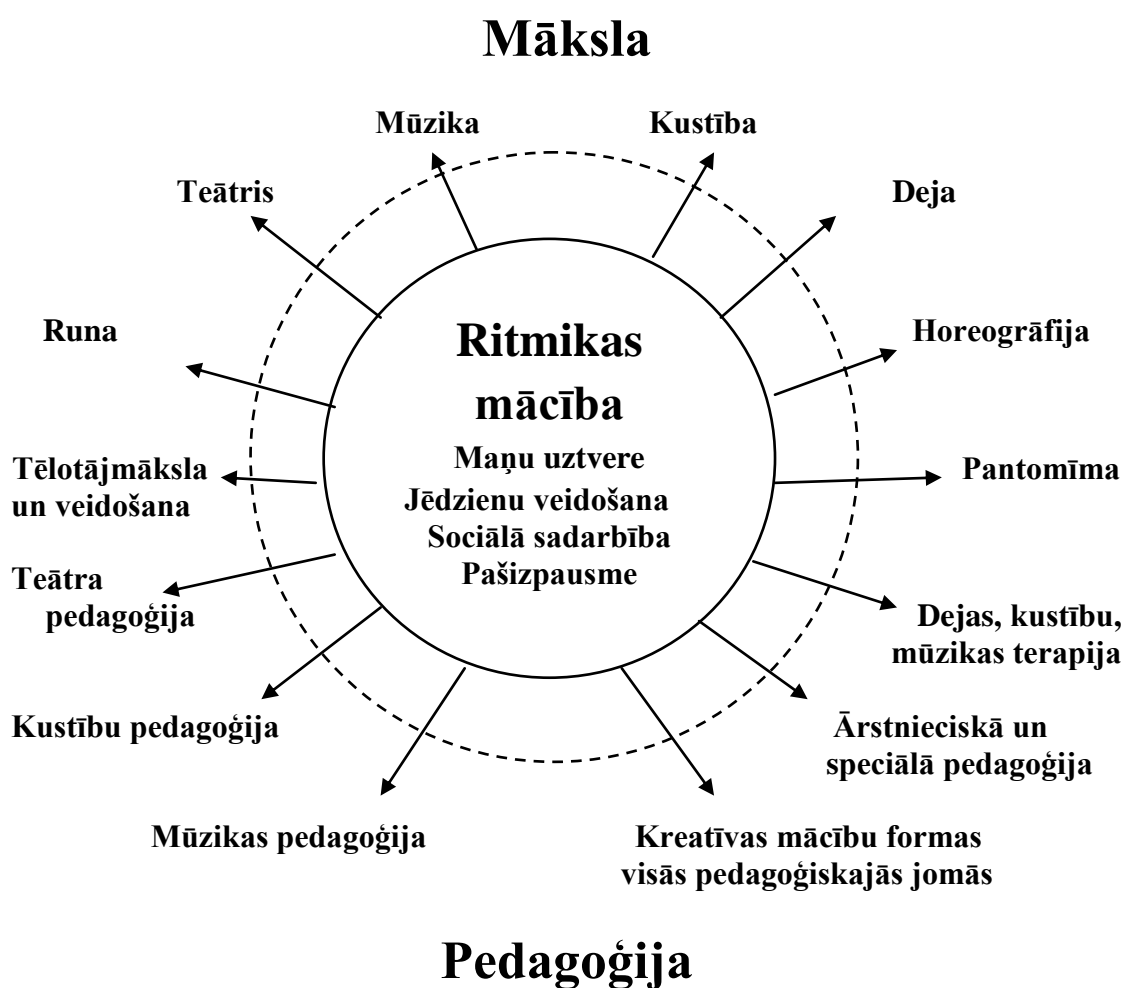 Māksla
Mūzika
Kustība
Teātris
Deja
Runa
Horeogrāfija
Ritmikas
mācība
Maņu uztvere
Jēdzienu veidošana
Sociālā sadarbība
Pašizpausme
Tēlotājmāksla
un veidošana
Pantomīma
Teātra
pedagoģija
Dejas, kustību,
mūzikas terapija
Kustību pedagoģija
Ārstnieciskā un
speciālā pedagoģija
Mūzikas pedagoģija
Kreatīvas mācību formas
visās pedagoģiskajās jomās
Pedagoģija